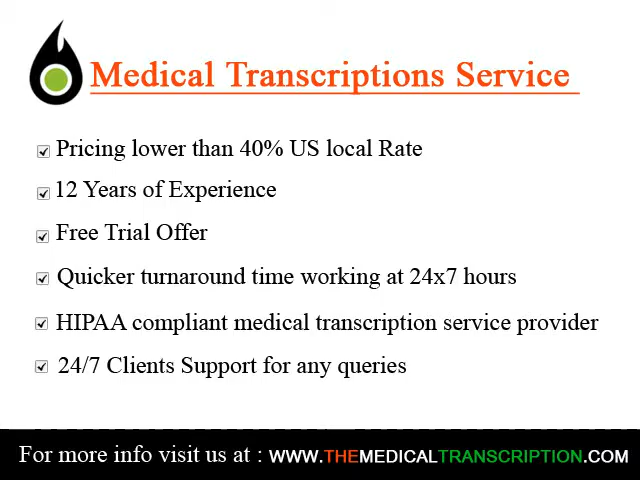 Medical Transcriptions Service
Pricing lower than 40% US local Rate
12 Years of Experience
Free Trial Offer
Quicker turnaround time working at 24x7 hours
HIPAA compliant medical transcription service provider
24/7 Clients Support for any queries
For more info visit us at : WWW.THEMEDICALTRANSCRIPTION.COM